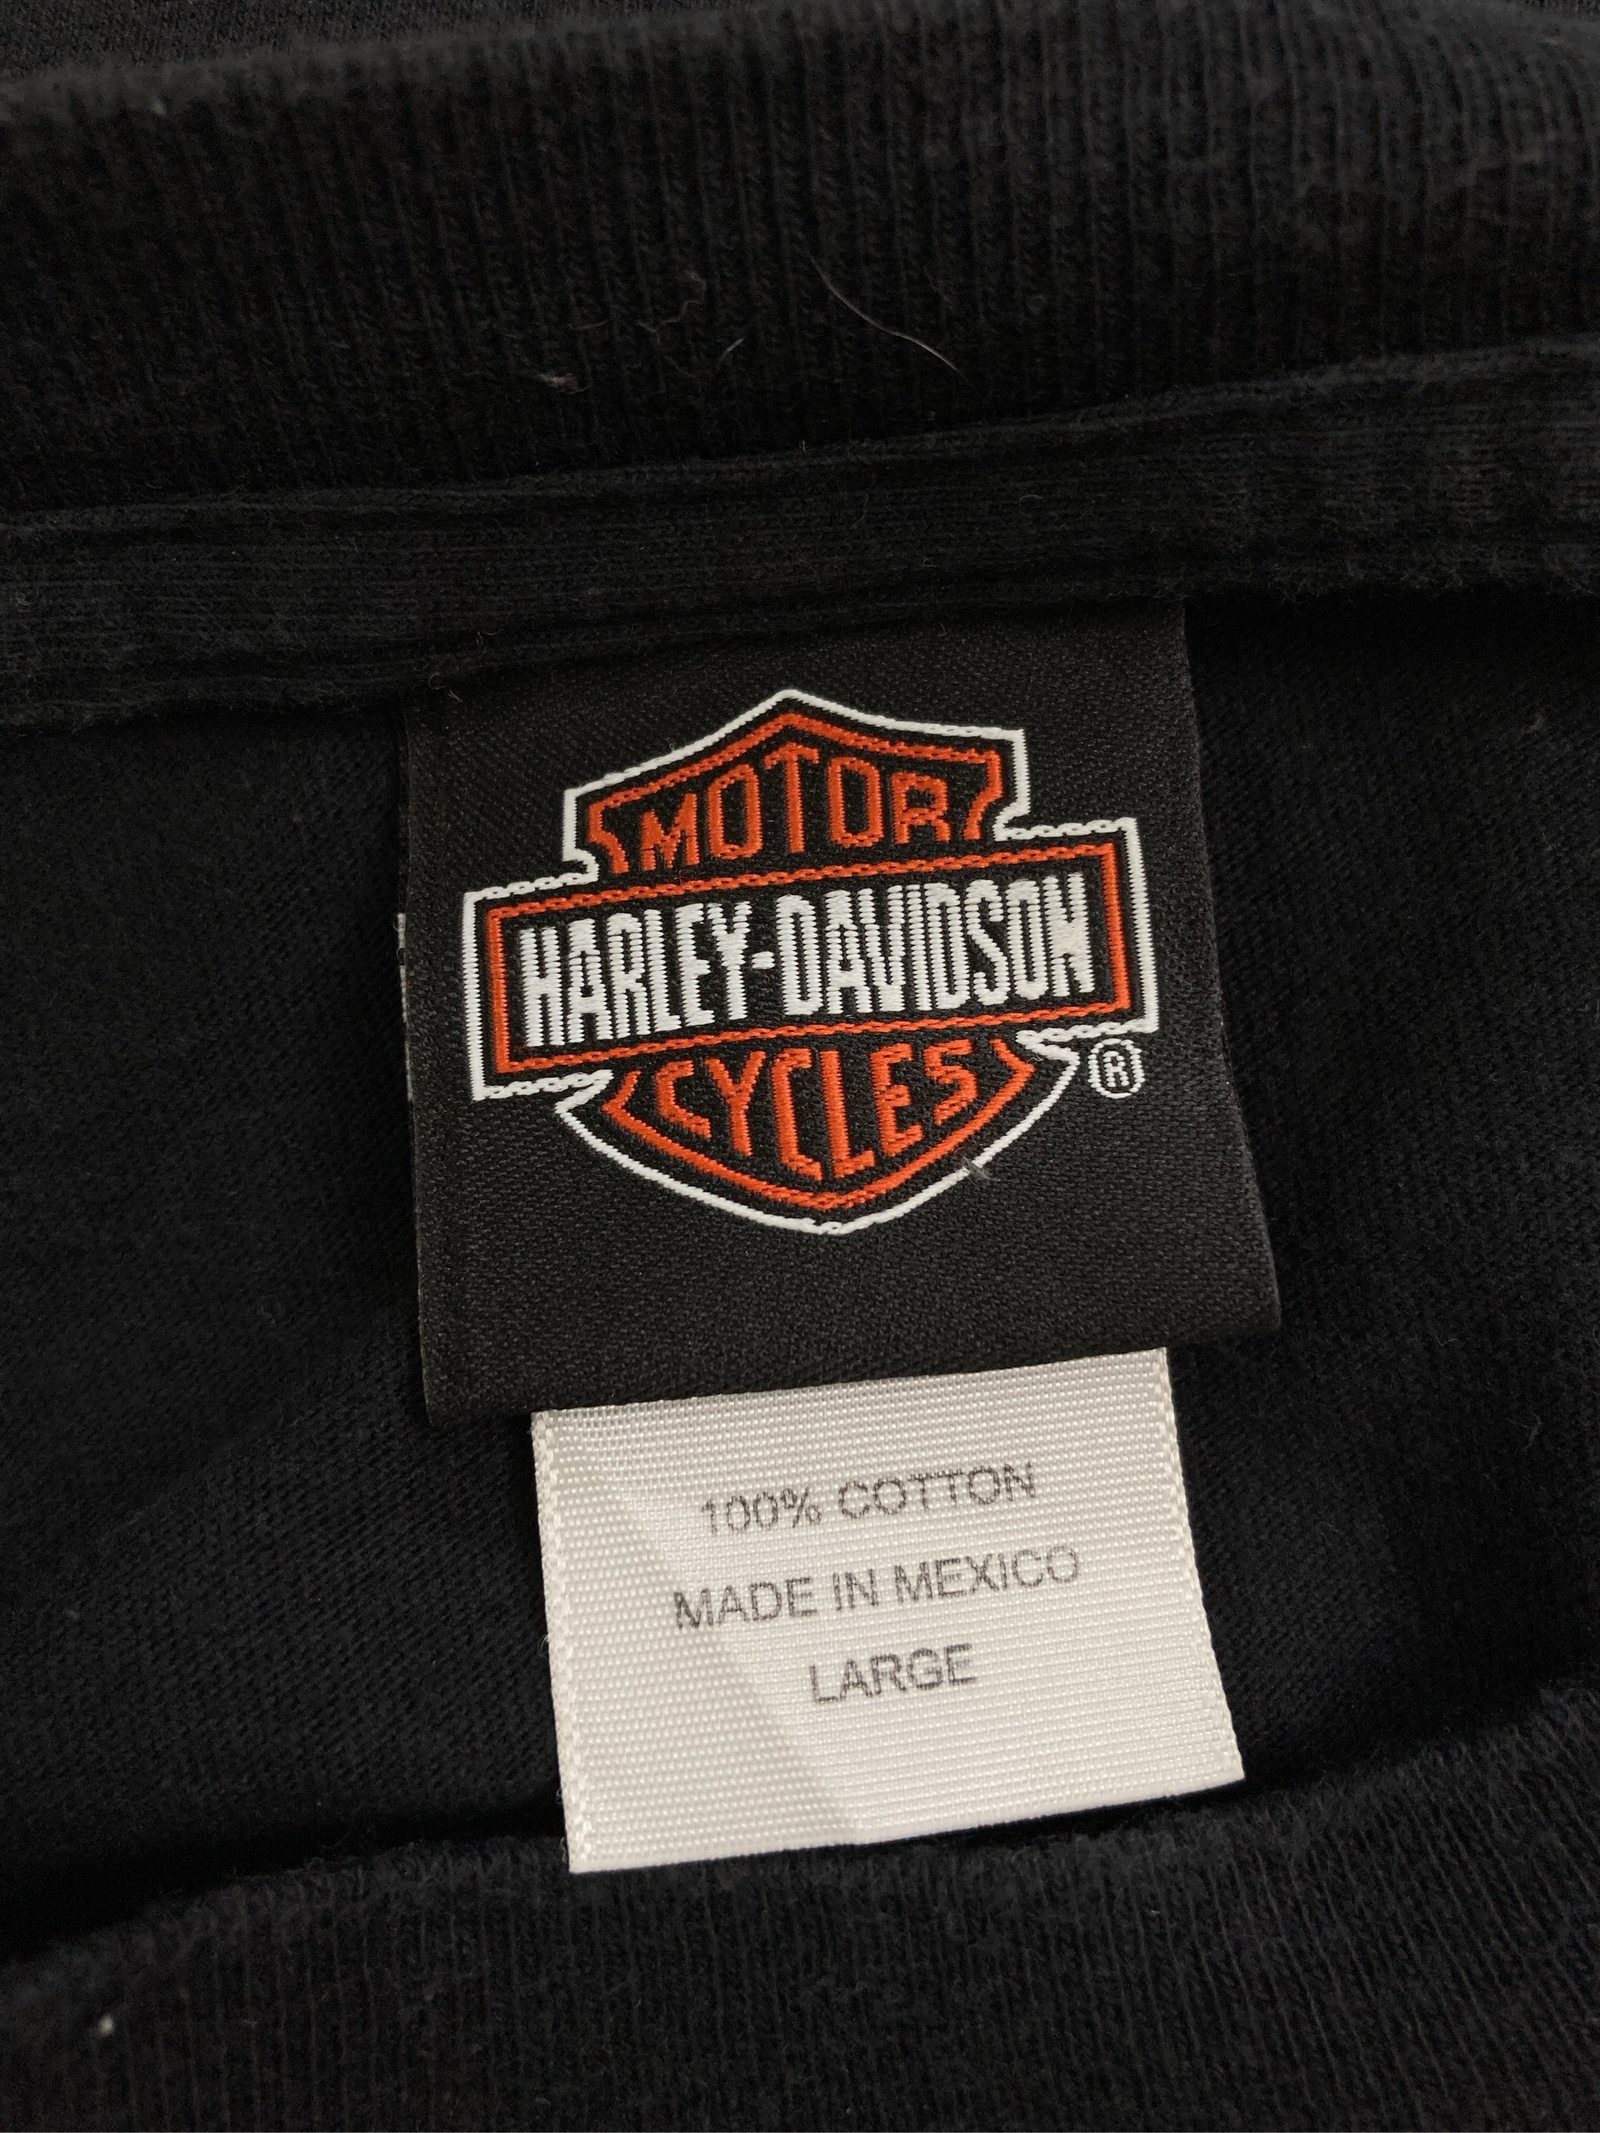 MOTOR
HARLEY-DAVIDSON
CYCLES
®
100% COTTON
MADE IN MEXICO
LARGE